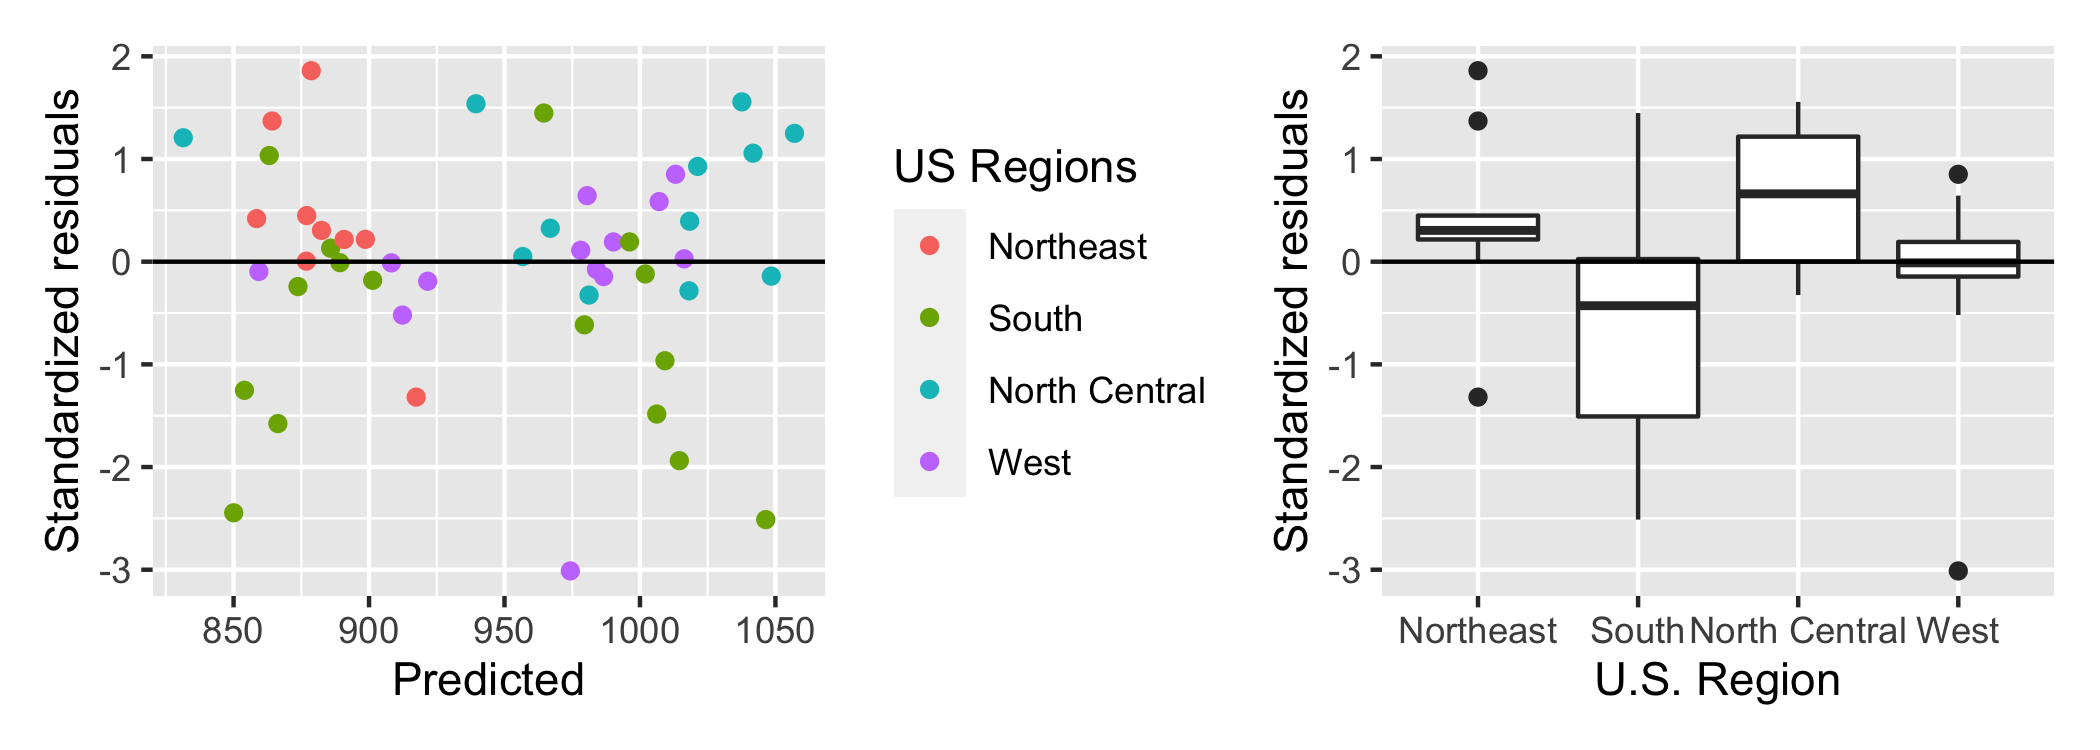 Standardized residuals
2
1
0
-1
-2
-3
850 900 950 1000 1050
Predicted
US Regions
Northeast
South
North Central
West
Standardized residuals
2
1
0
-1
-2
-3
Northeast South North Central West
U.S. Region